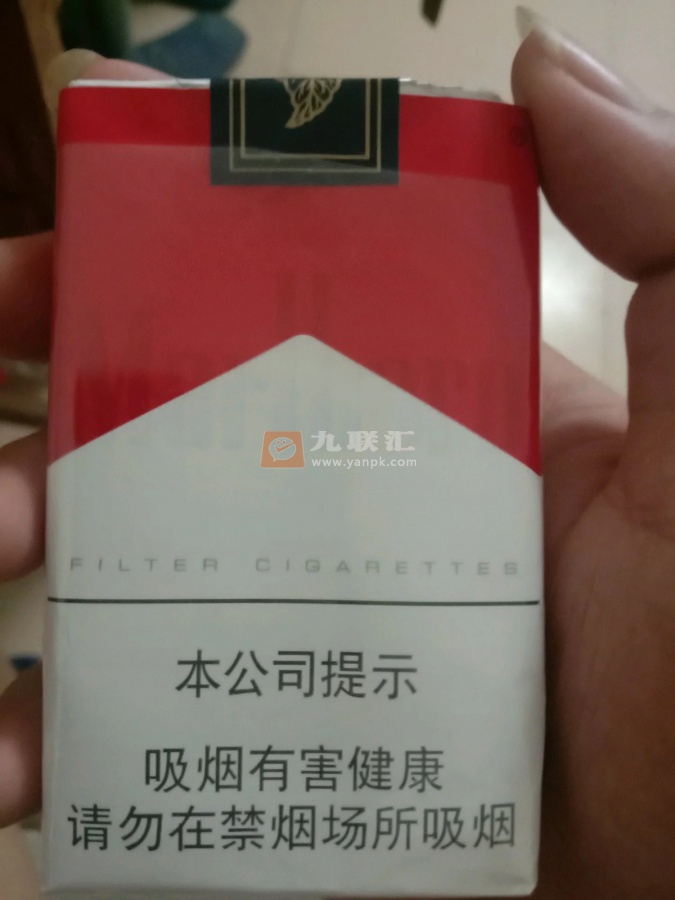 九联汇
www.yanpk.com
FILTER CIGARETTES
本公司提示
吸烟有害健康
请勿在禁烟场所吸烟